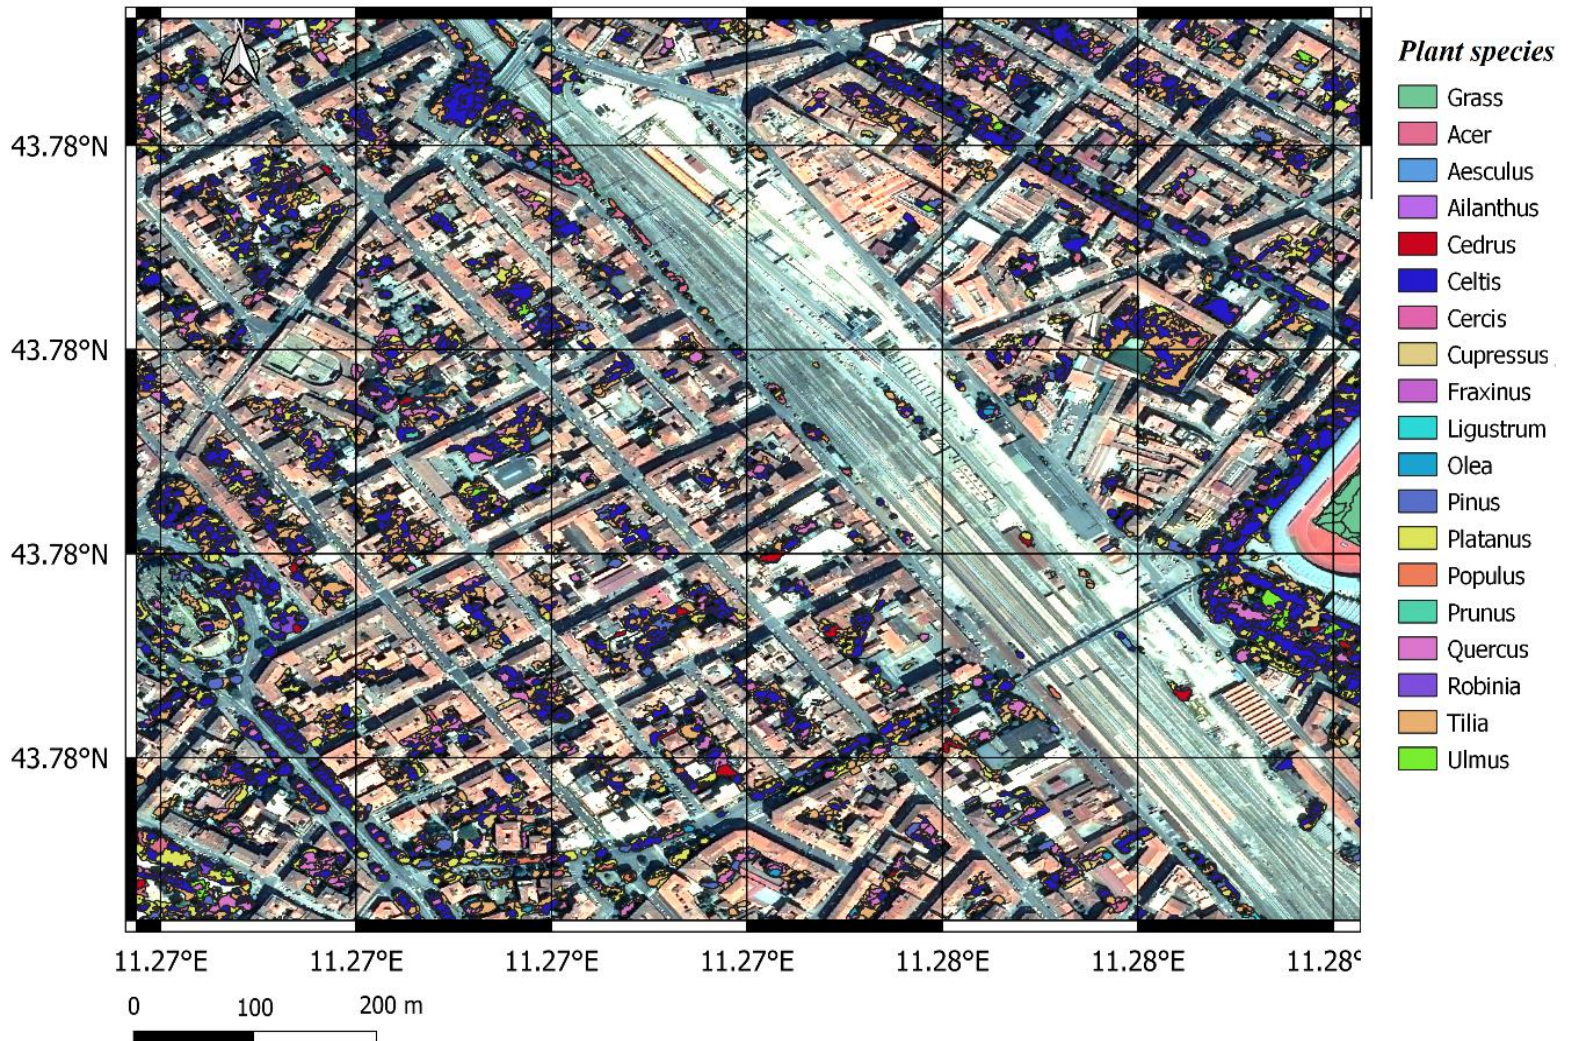 N
Plant species
Grass
Acer
Aesculus
Ailanthus
Cedrus
Celtis
Cercis
Cupressus
Fraxinus
Ligustrum
Olea
Pinus
Platanus
Populus
Prunus
Quercus
Robinia
Tilia
Ulmus
43.78°N
43.78°N
43.78°N
43.78°N
11.27°E 11.27°E 11.27°E 11.27°E 11.28°E 11.28°E 11.28°
0 100 200 m